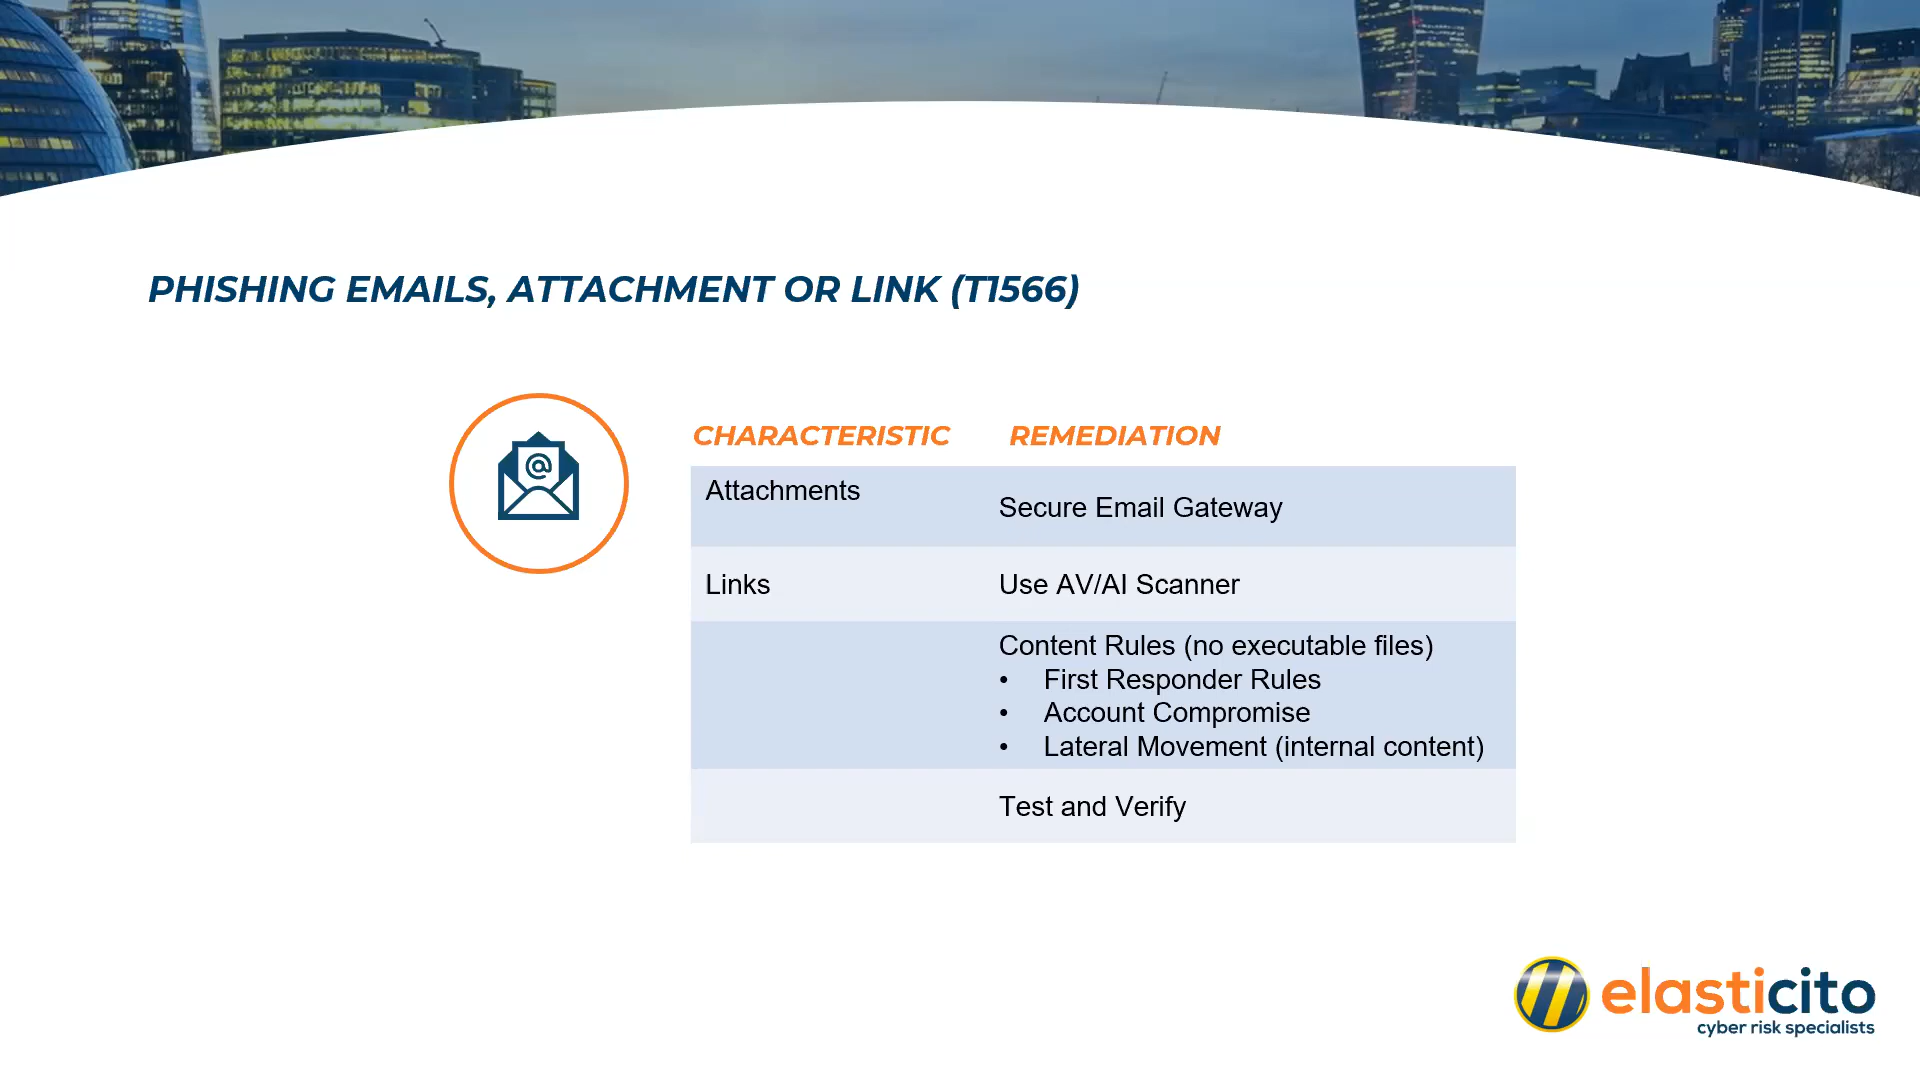 PHISHING EMAILS, ATTACHMENT OR LINK (T1566)
@
CHARACTERISTIC REMEDIATION
Attachments Secure Email Gateway
Links Use AV/AI Scanner
Content Rules (no executable files)
• First Responder Rules
• Account Compromise
• Lateral Movement (internal content)
Test and Verify
elasticito
cyber risk specialists